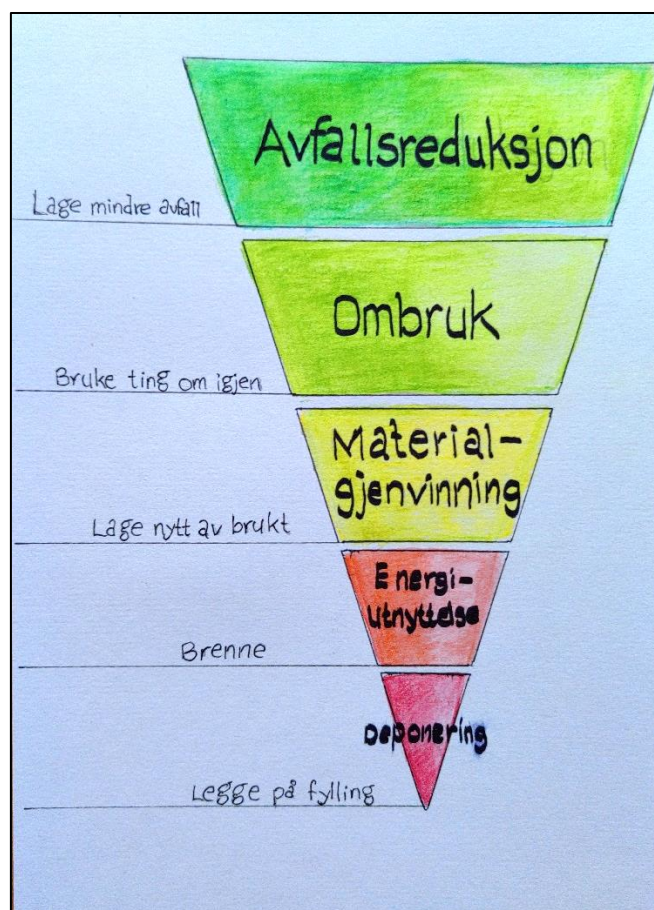 Avfallsreduksjon
Lage mindre avfall
Ombruk
Bruke ting om igjen
Material-
gjenvinning
Lage nytt av brukt
Energi-
utnyttelse
Brenne
Deponering
Legge på fylling